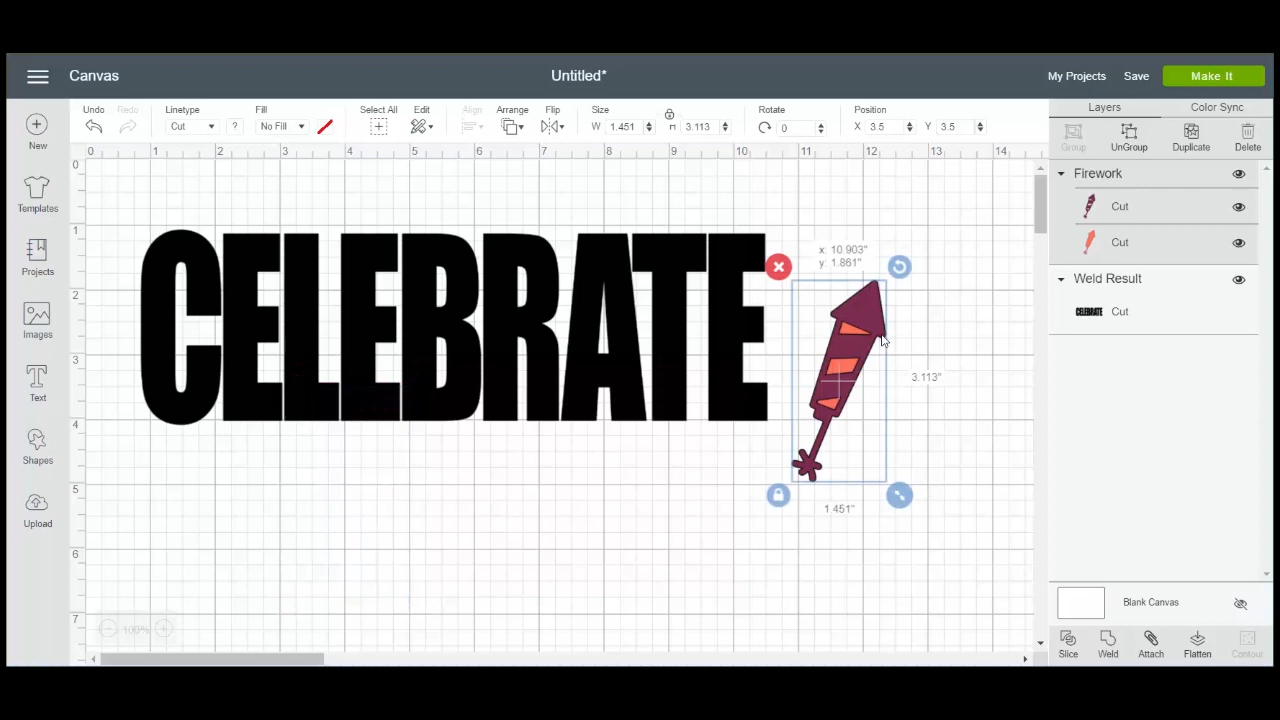 Canvas
Untitled*
My Projects
Save
Make It
Undo
Redo
Linetype
Cut
?
Fill
No Fill
Select All
Edit
Align
Arrange
Flip
Size
W 1.451
H 3.113
Rotate
0
Position
X 3.5
Y 3.5
Layers
Color Sync
Group
UnGroup
Duplicate
Delete
New
Templates
Projects
Images
Text
Shapes
Upload
0 1 2 3 4 5 6 7 8 9 10 11 12 13 14
0
1
2
3
4
5
6
7
CELEBRATE
x: 10.903"
y: 1.861"
3.113"
1.451"
100%
Firework
Cut
Cut
Weld Result
CELEBRATE
Cut
Blank Canvas
Slice
Weld
Attach
Flatten
Contour